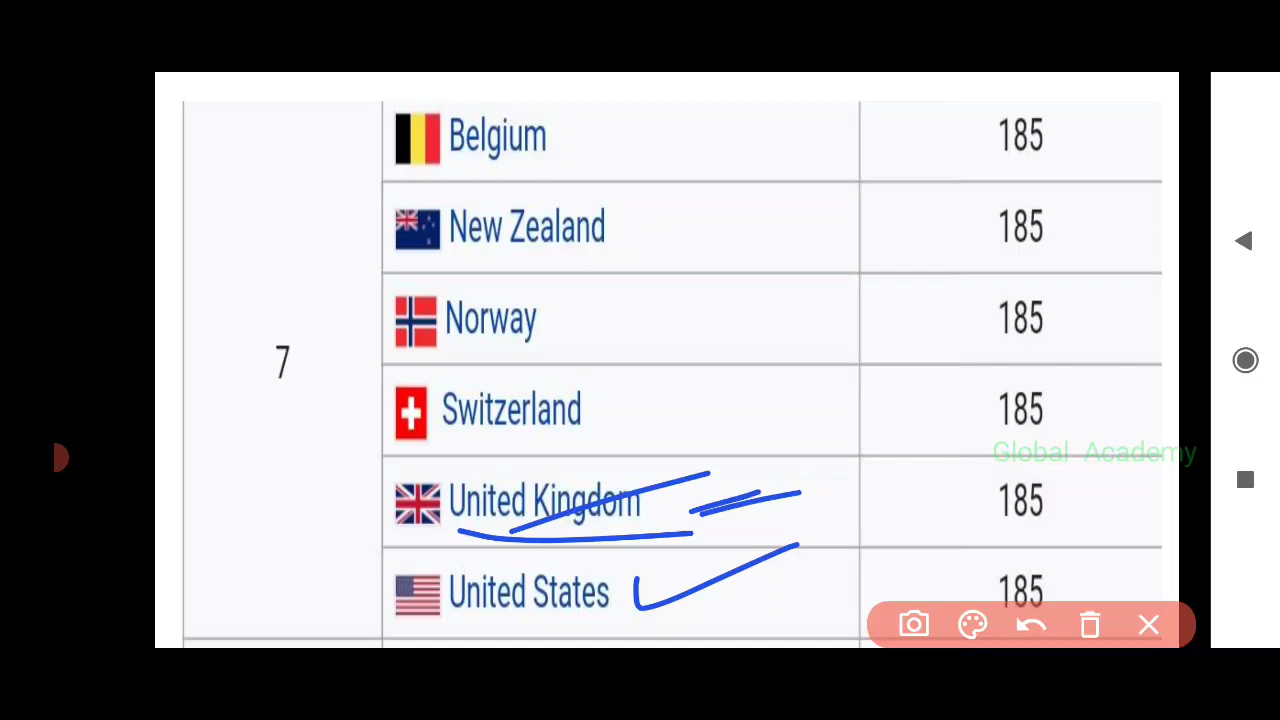 Belgium 185
New Zealand 185
Norway 185
7
Switzerland 185
Global Academy
United Kingdom 185
United States 185